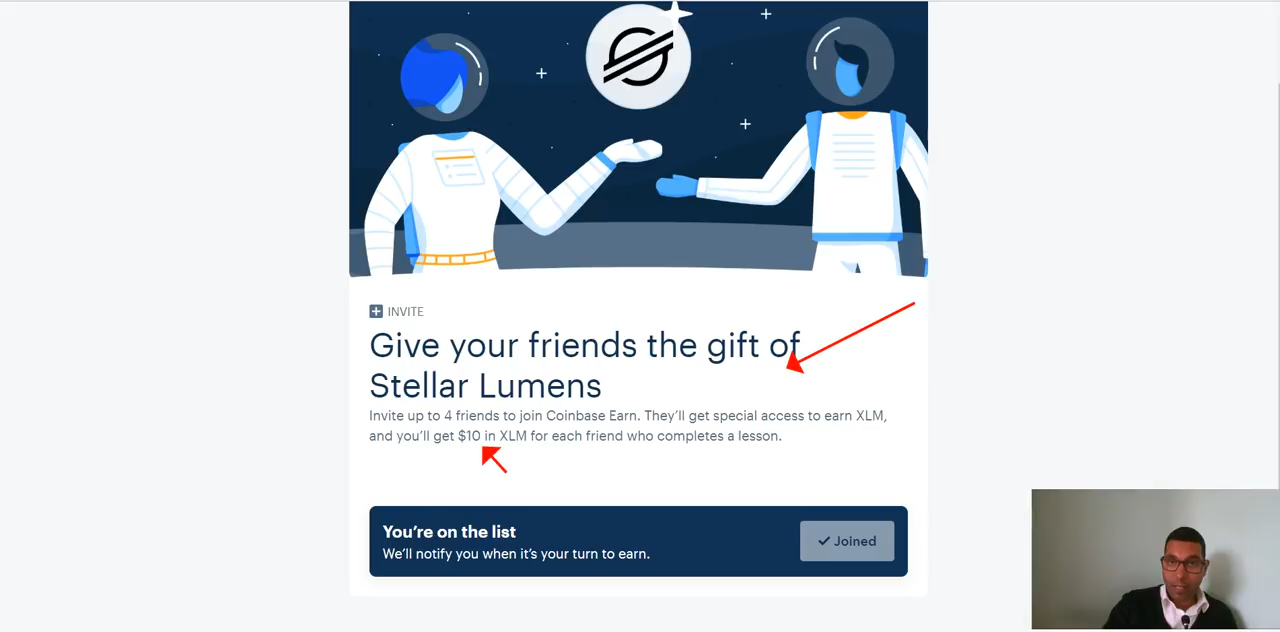 INVITE
Give your friends the gift of
Stellar Lumens
Invite up to 4 friends to join Coinbase Earn. They’ll get special access to earn XLM,
and you’ll get $10 in XLM for each friend who completes a lesson.
You’re on the list
We’ll notify you when it’s your turn to earn.
Joined